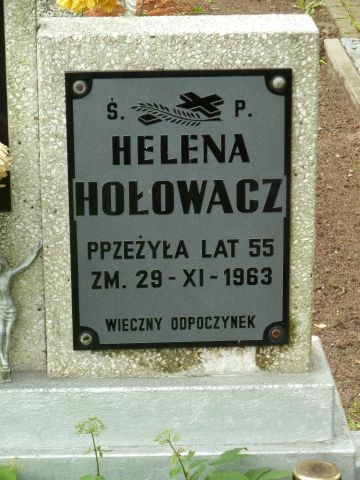 Ś. P.
HELENA
HOŁOWACZ
PPZEŻYŁA LAT 55
ZM. 29-XI-1963
WIECZNY ODPOCZYNEK